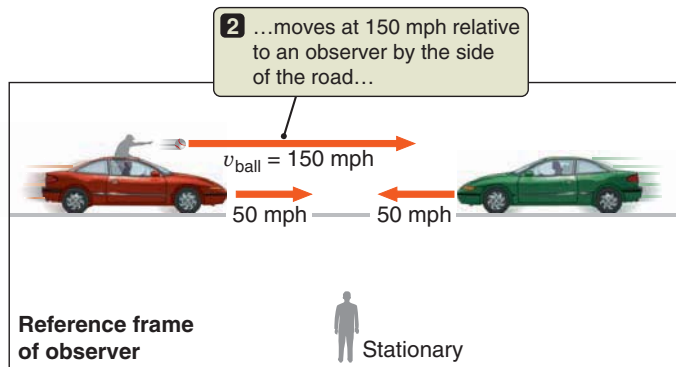 2 …moves at 150 mph relative
to an observer by the side
of the road…
v_ball = 150 mph
50 mph
50 mph
Reference frame
of observer
Stationary